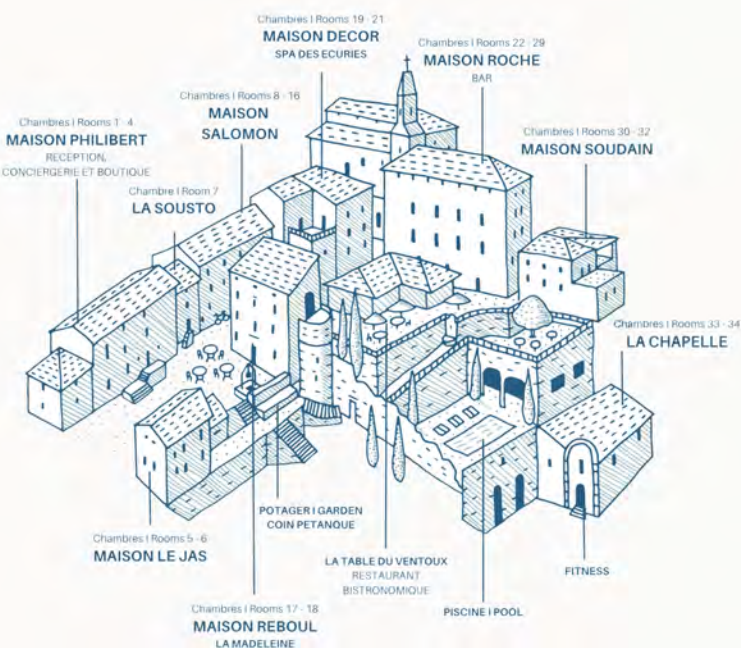 Chambres I Rooms 19 - 21
MAISON DECOR
SPA DES ECURIES
Chambres I Rooms 22 - 29
MAISON ROCHE
BAR
Chambres I Rooms 8 - 16
MAISON
SALOMON
Chambres I Rooms 1 - 4
MAISON PHILIBERT
RECEPTION,
CONCIERGERIE ET BOUTIQUE
Chambres I Rooms 30 - 32
MAISON SOUDAIN
Chambre I Room 7
LA SOUSTO
Chambres I Rooms 33 - 34
LA CHAPELLE
POTAGER I GARDEN
COIN PETANQUE
Chambres I Rooms 5 - 6
MAISON LE JAS
LA TABLE DU VENTOUX
RESTAURANT
BISTRONOMIQUE
FITNESS
PISCINE I POOL
Chambres I Rooms 17 - 18
MAISON REBOUL
LA MADELEINE